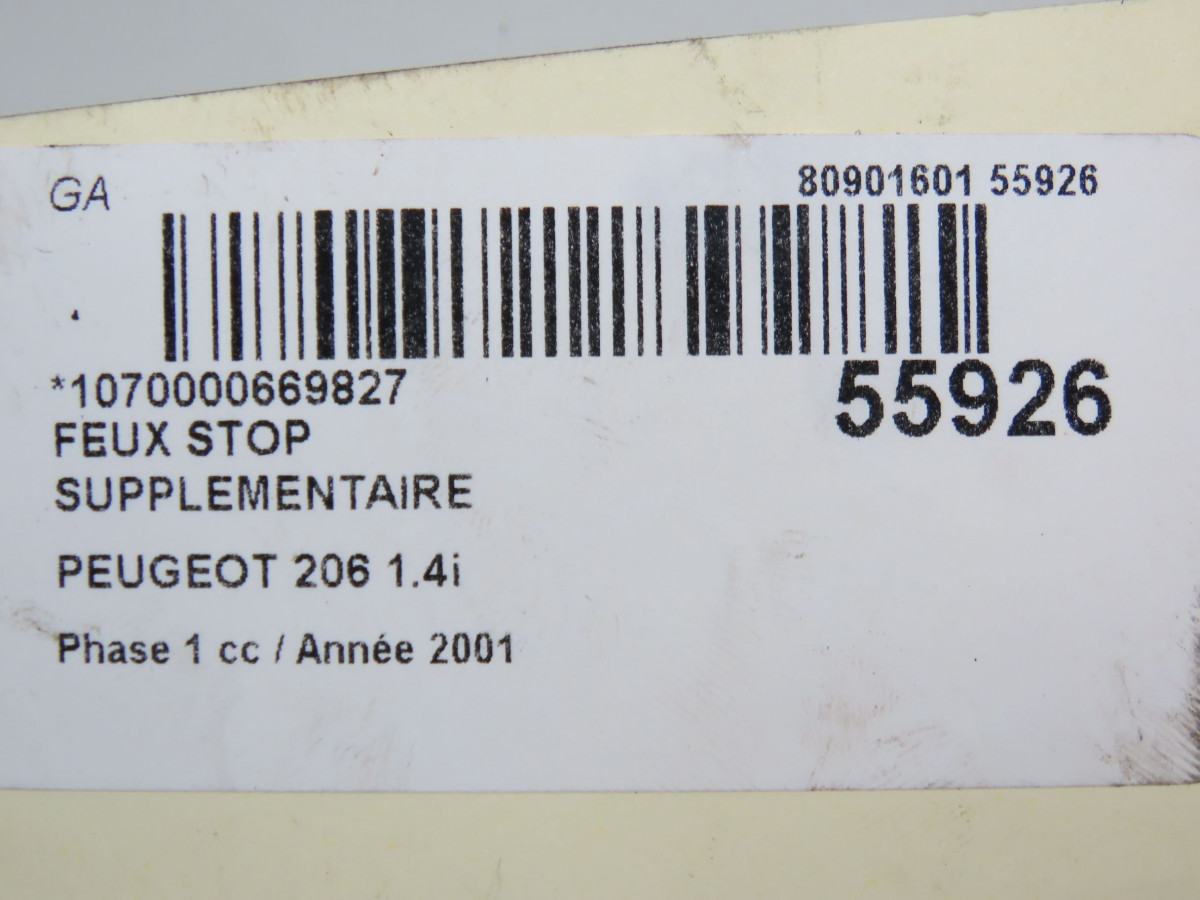 GA
80901601 55926
*1070000669827
55926
FEUX STOP
SUPPLEMENTAIRE
PEUGEOT 206 1.4i
Phase 1 cc / Année 2001